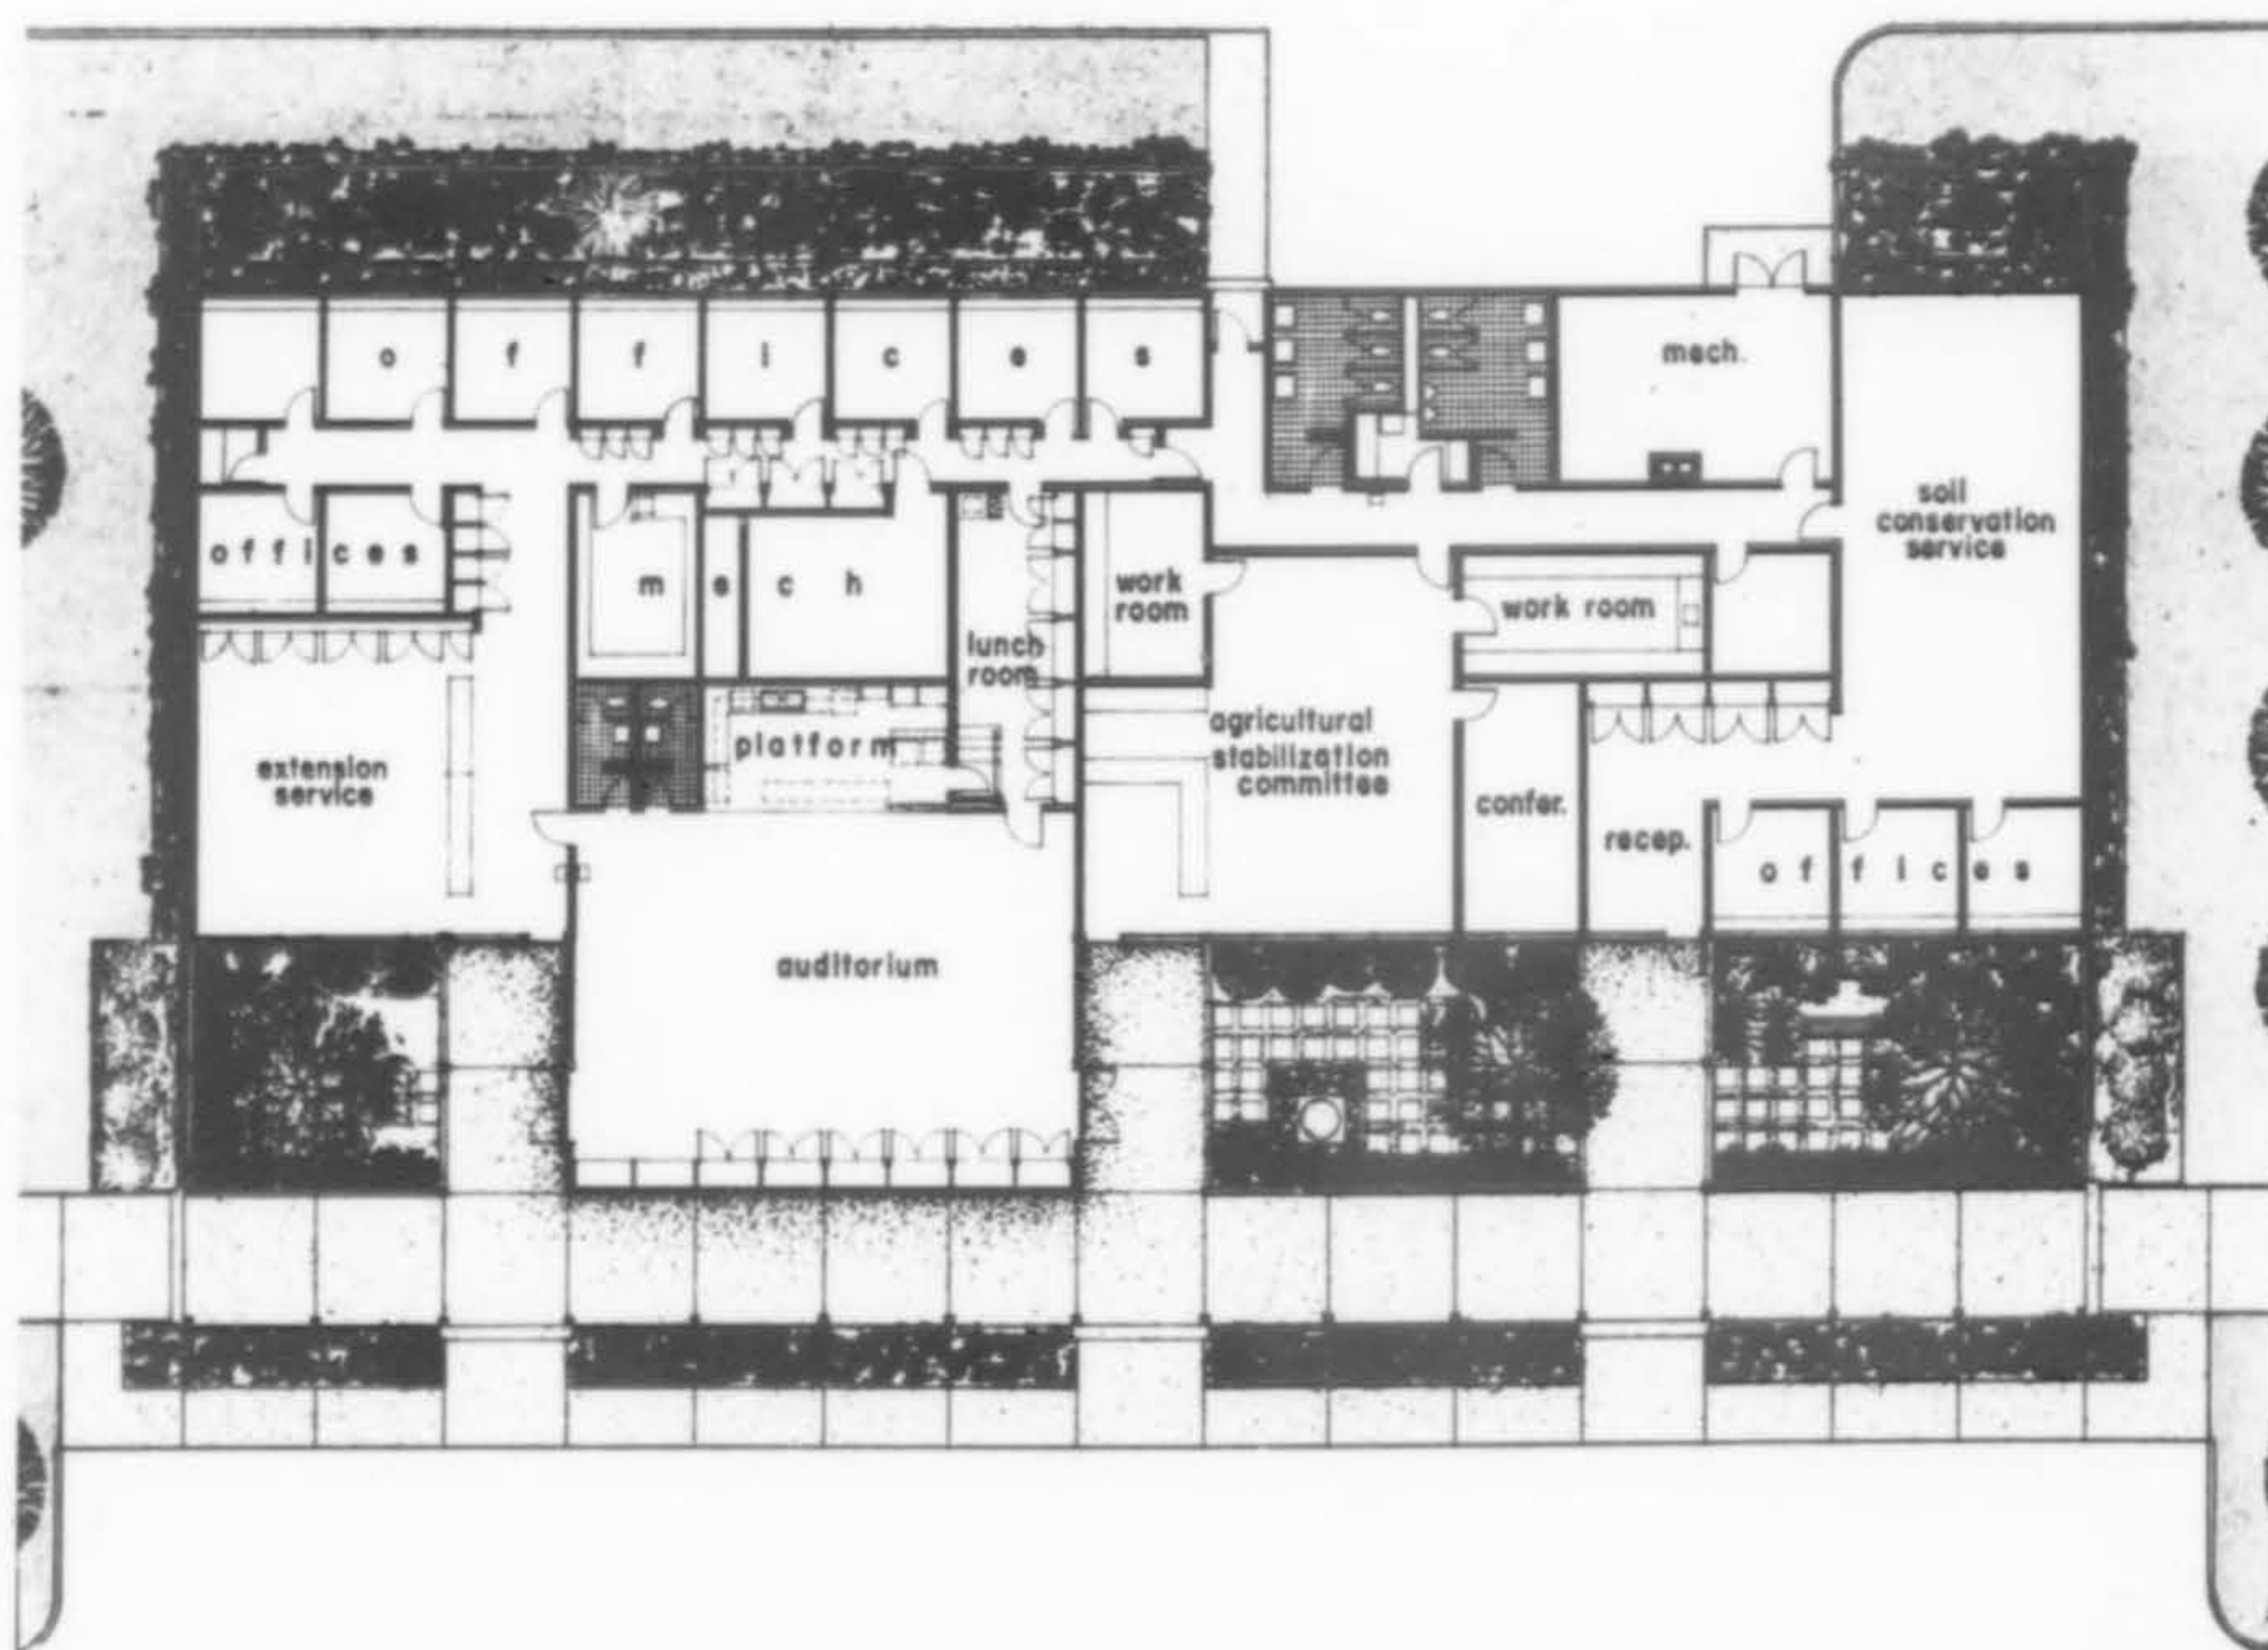 offices
mech.
soil
conservation
service
offices
mech
work
room
work room
lunch
room
agricultural
stabilization
committee
platform
extension
service
confer.
recep.
offices
auditorium